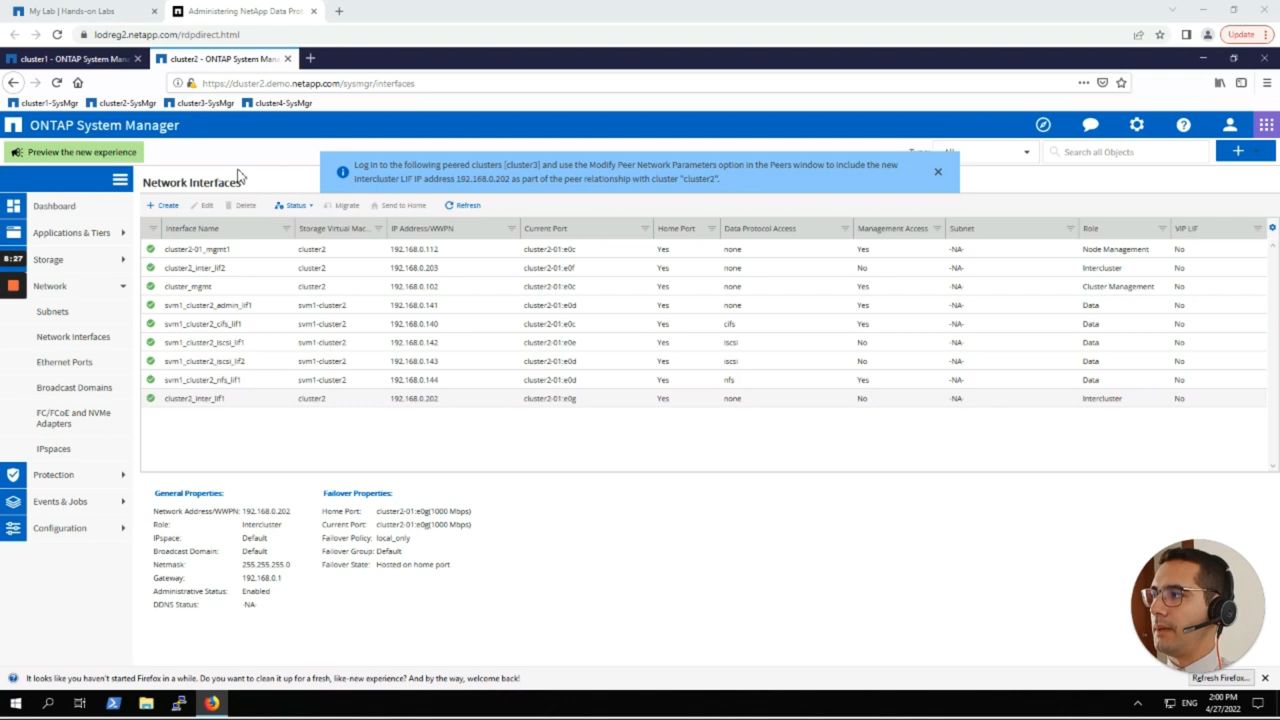 My Lab | Hands-on Labs
Administering NetApp Data Prot
lodreg2.netapp.com/rdpdirect.html
Update
cluster1 - ONTAP System Mana
cluster2 - ONTAP System Mana
https://cluster2.demo.netapp.com/sysmgr/interfaces
cluster1-SysMgr cluster2-SysMgr cluster3-SysMgr cluster4-SysMgr
ONTAP System Manager
Preview the new experience
Log in to the following peered clusters [cluster3] and use the Modify Peer Network Parameters option in the Peers window to include the new
Intercluster LIF IP address 192.168.0.202 as part of the peer relationship with cluster "cluster2".
Search all Objects
Network Interfaces
Create Edit Delete Status Migrate Send to Home Refresh
Dashboard
Applications & Tiers
Storage
8:27
Network
Subnets
Network Interfaces
Ethernet Ports
Broadcast Domains
FC/FCoE and NVMe
Adapters
IPspaces
Protection
Events & Jobs
Configuration
Interface Name Storage Virtual Mac... IP Address/WWPN Current Port Home Port Data Protocol Access Management Access Subnet Role VIP LIF
cluster2-01_mgmt1 cluster2 192.168.0.112 cluster2-01:e0c Yes none Yes -NA- Node Management No
cluster2_inter_lif2 cluster2 192.168.0.203 cluster2-01:e0f Yes none No -NA- Intercluster No
cluster_mgmt cluster2 192.168.0.102 cluster2-01:e0c Yes none Yes -NA- Cluster Management No
svm1_cluster2_admin_lif1 svm1-cluster2 192.168.0.141 cluster2-01:e0d Yes none Yes -NA- Data No
svm1_cluster2_cifs_lif1 svm1-cluster2 192.168.0.140 cluster2-01:e0c Yes cifs Yes -NA- Data No
svm1_cluster2_iscsi_lif1 svm1-cluster2 192.168.0.142 cluster2-01:e0c Yes iscsi No -NA- Data No
svm1_cluster2_iscsi_lif2 svm1-cluster2 192.168.0.143 cluster2-01:e0d Yes iscsi No -NA- Data No
svm1_cluster2_nfs_lif1 svm1-cluster2 192.168.0.144 cluster2-01:e0d Yes nfs Yes -NA- Data No
cluster2_inter_lif1 cluster2 192.168.0.202 cluster2-01:e0g Yes none No -NA- Intercluster No
General Properties:
Network Address/WWPN: 192.168.0.202
Role: Intercluster
IPspace: Default
Broadcast Domain: Default
Netmask: 255.255.255.0
Gateway: 192.168.0.1
Administrative Status: Enabled
DDNS Status: -NA-
Failover Properties:
Home Port: cluster2-01:e0g(1000 Mbps)
Current Port: cluster2-01:e0g(1000 Mbps)
Failover Policy: local_only
Failover Group: Default
Failover State: Hosted on home port
It looks like you haven't started Firefox in a while. Do you want to clean it up for a fresh, like-new experience? And by the way, welcome back!
Refresh Firefox...
ENG
2:00 PM
4/27/2022